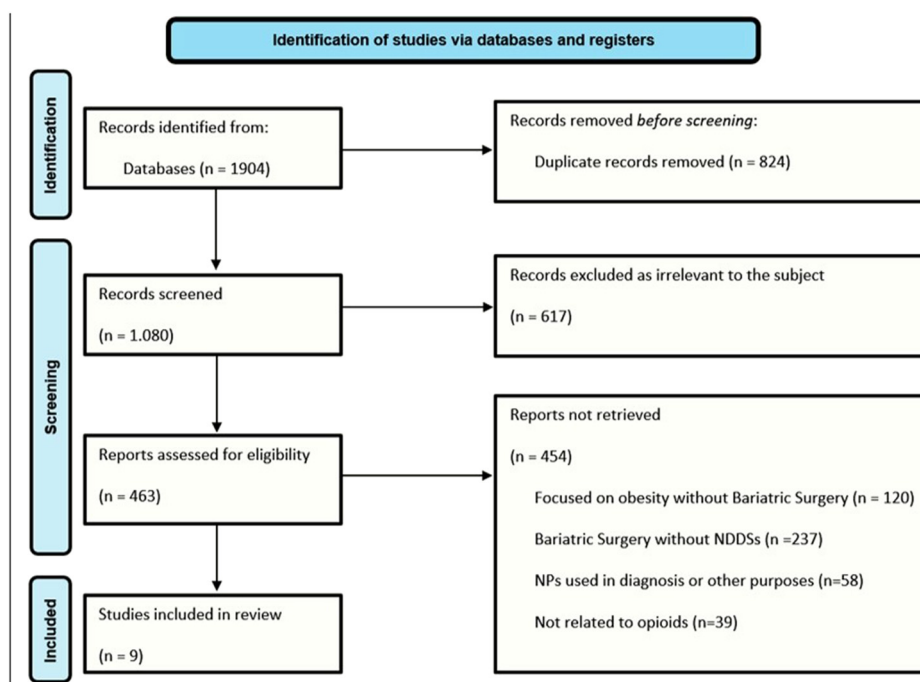 Identification of studies via databases and registers
Identification
Records identified from:
Databases (n = 1904)
Records removed before screening:
Duplicate records removed (n = 824)
Screening
Records screened
(n = 1.080)
Records excluded as irrelevant to the subject
(n = 617)
Reports assessed for eligibility
(n = 463)
Reports not retrieved
(n = 454)
Focused on obesity without Bariatric Surgery (n = 120)
Bariatric Surgery without NDDSs (n =237)
NPs used in diagnosis or other purposes (n=58)
Not related to opioids (n=39)
Included
Studies included in review
(n = 9)